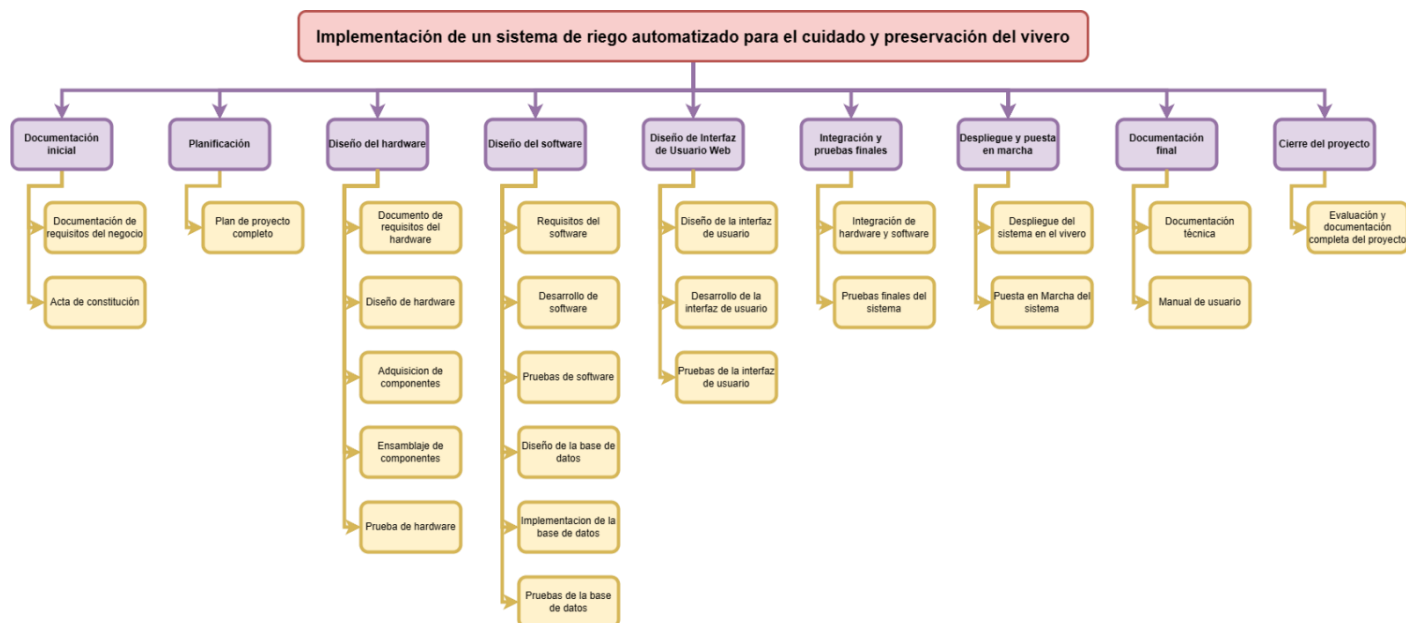 Implementación de un sistema de riego automatizado para el cuidado y preservación del vivero
Documentación
inicial
Planificación
Diseño del hardware
Diseño del software
Diseño de Interfaz
de Usuario Web
Integración y
pruebas finales
Despliegue y puesta
en marcha
Documentación
final
Cierre del proyecto
Documentación de
requisitos del negocio
Acta de constitución
Plan de proyecto
completo
Documento de
requisitos del
hardware
Diseño de hardware
Adquisicion de
componentes
Ensamblaje de
componentes
Prueba de hardware
Requisitos del
software
Desarrollo de
software
Pruebas de software
Diseño de la base de
datos
Implementacion de la
base de datos
Pruebas de la base
de datos
Diseño de la interfaz
de usuario
Desarrollo de la
interfaz de usuario
Pruebas de la interfaz
de usuario
Integración de
hardware y software
Pruebas finales del
sistema
Despliegue del
sistema en el vivero
Puesta en Marcha del
sistema
Documentación
técnica
Manual de usuario
Evaluación y
documentación
completa del proyecto